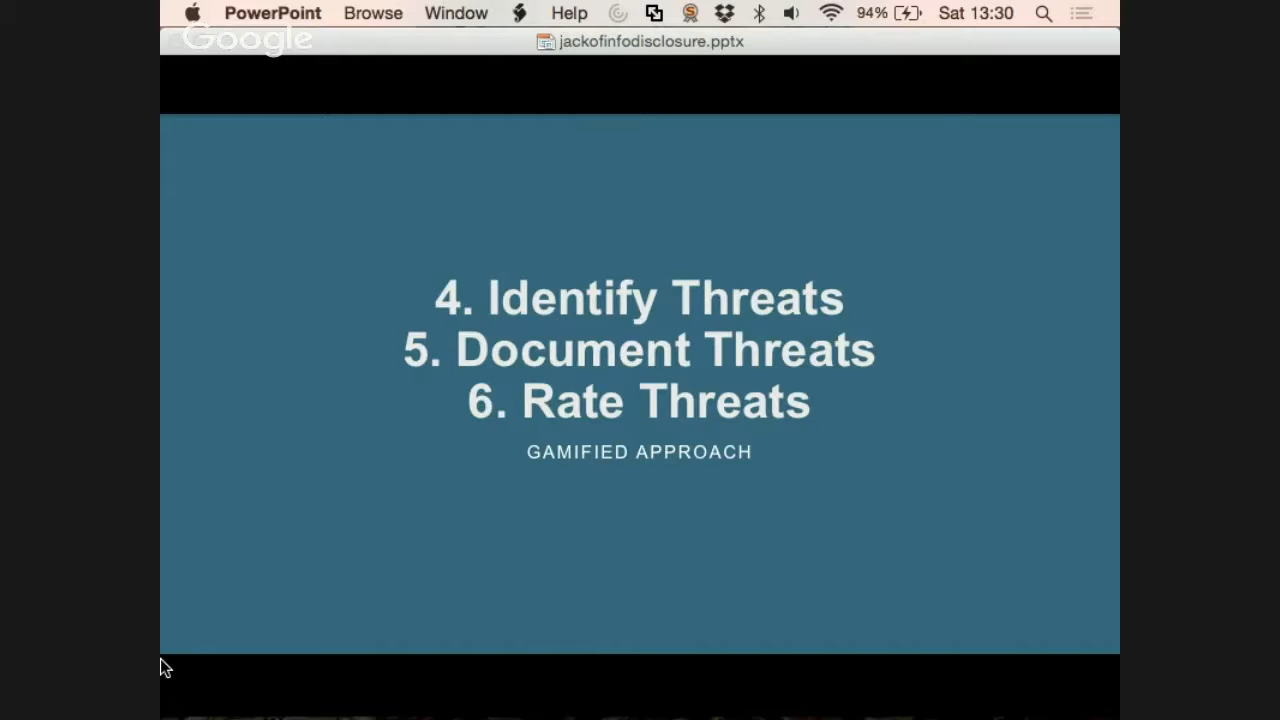 PowerPoint Browse Window Help 94% Sat 13:30
Google
jackofinfodisclosure.pptx
4. Identify Threats
5. Document Threats
6. Rate Threats
GAMIFIED APPROACH